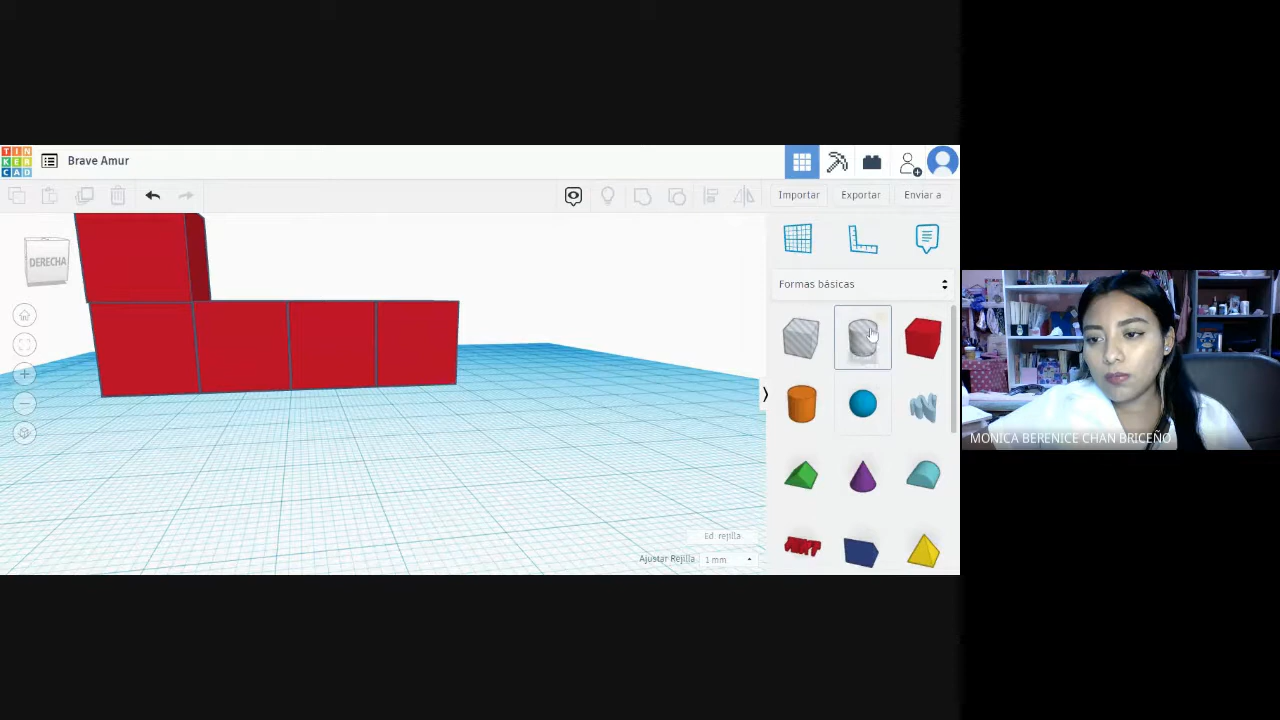 TIN
KER
CAD
Brave Amur
Importar
Exportar
Enviar a
DERECHA
Formas básicas
Ed. rejilla
Ajustar Rejilla
1 mm
MONICA BERENICE CHAN BRICEÑO